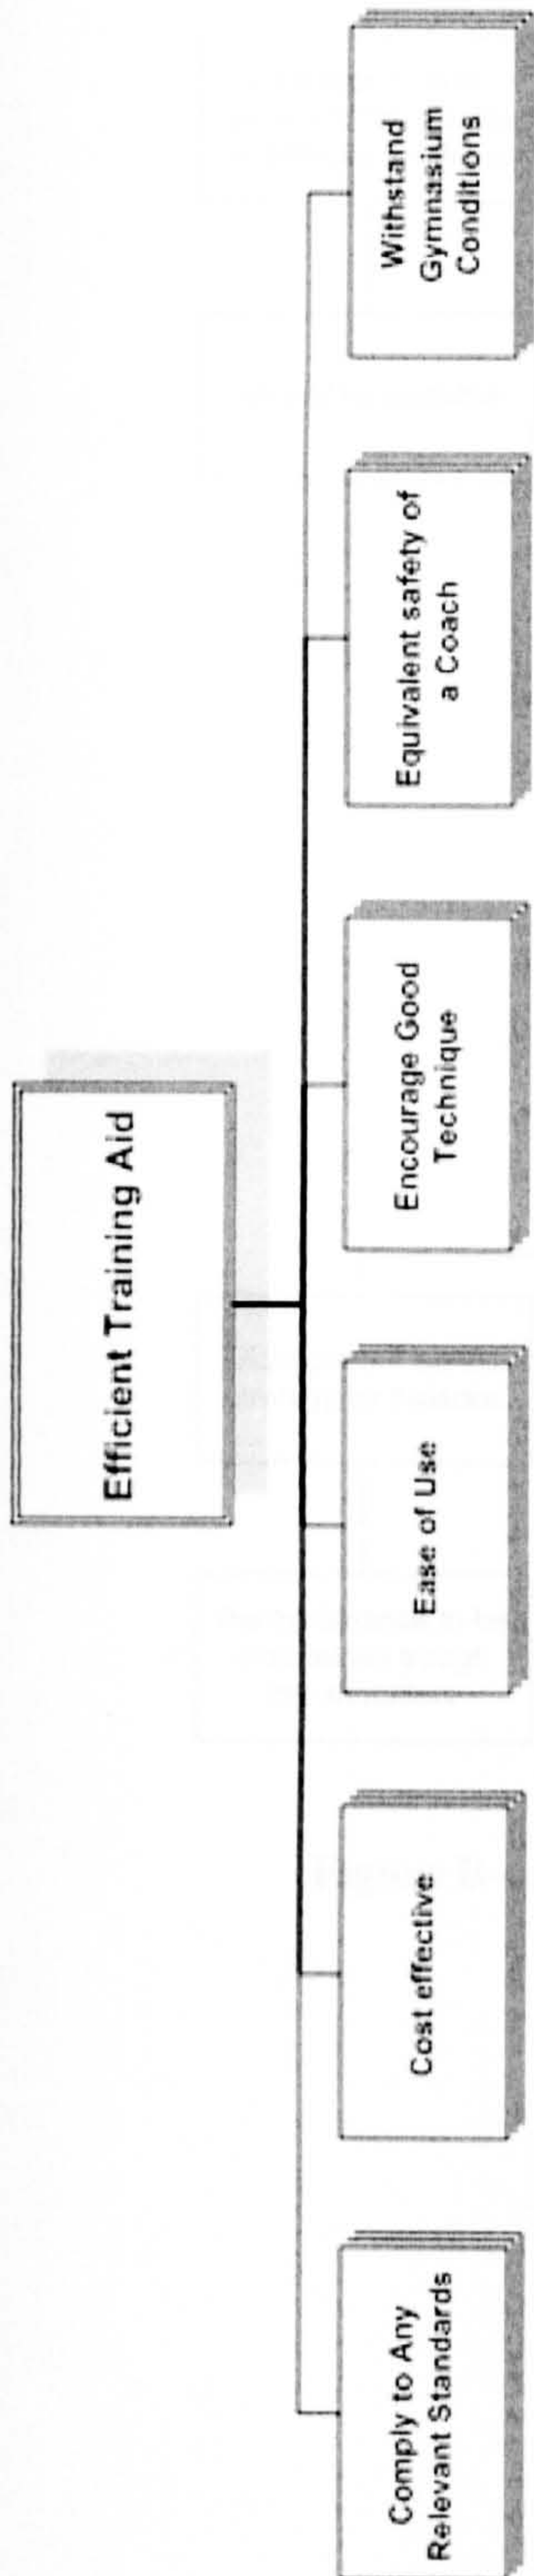 Efficient Training Aid
Comply to Any
Relevant Standards
Cost effective
Ease of Use
Encourage Good
Technique
Equivalent safety of
a Coach
Withstand
Gymnasium
Conditions